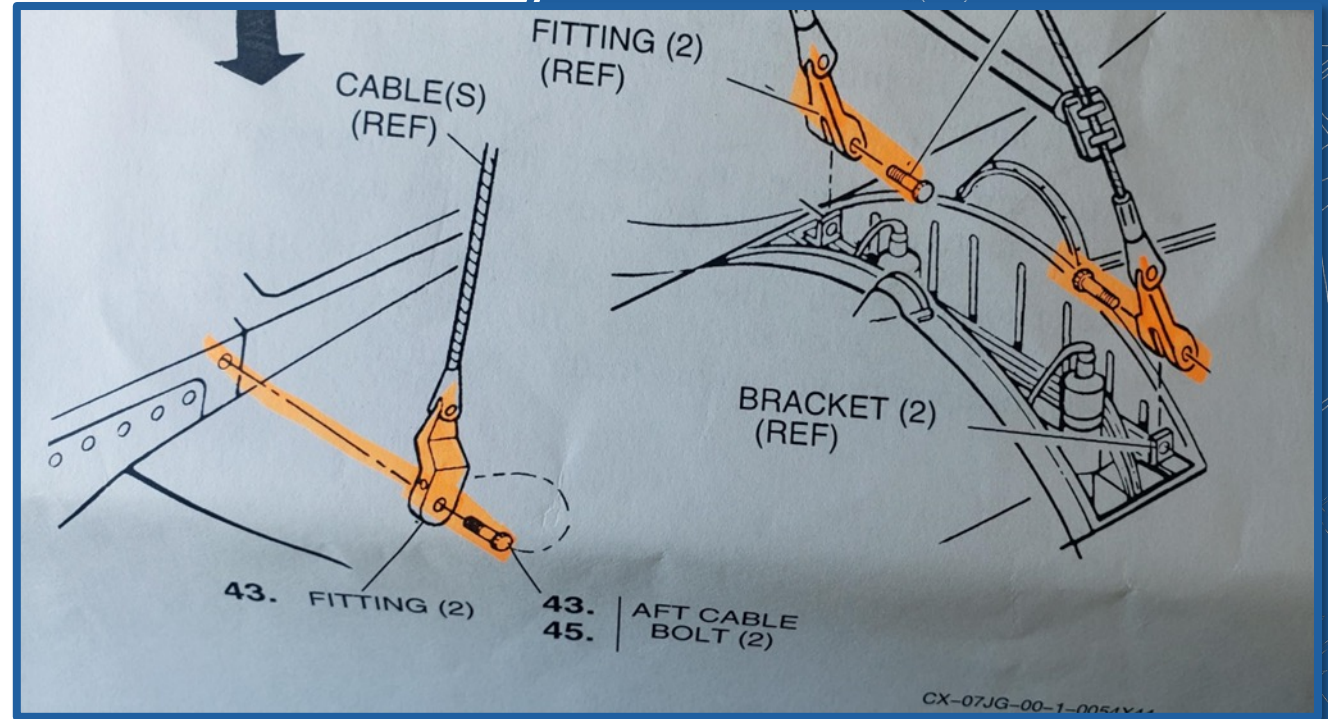 FITTING (2)
(REF)
CABLE(S)
(REF)
BRACKET (2)
(REF)
43. FITTING (2)
43. AFT CABLE
45. BOLT (2)